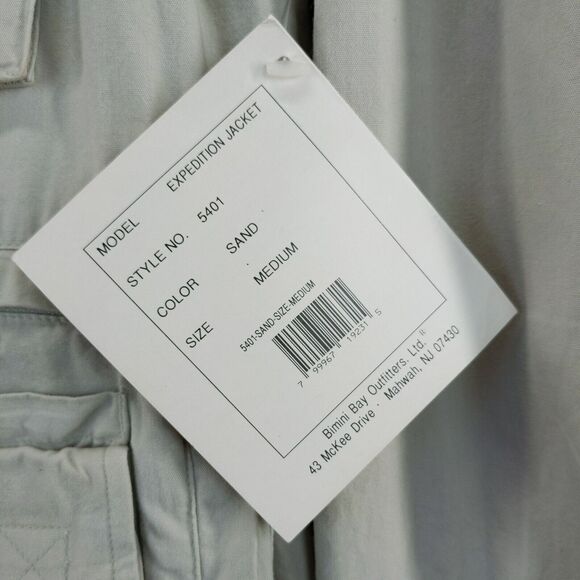 MODEL EXPEDITION JACKET
STYLE NO. 5401
COLOR SAND
SIZE MEDIUM
5401-SAND-SIZE-MEDIUM
7 99967 19231 5
Bimini Bay Outfitters, Ltd.®
43 McKee Drive . Mahwah, NJ 07430